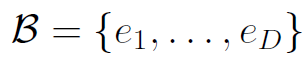 𝓑 = {e₁, . . . , e_D}